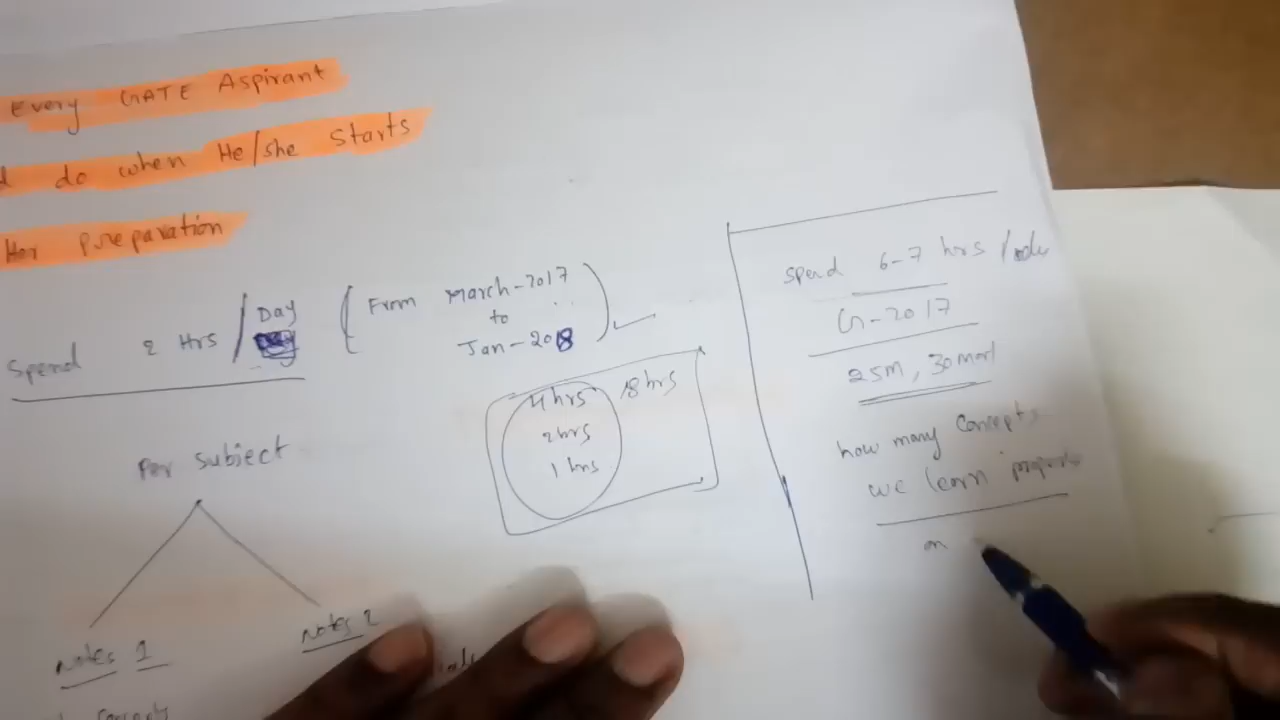 Every GATE Aspirant
do when He/she Starts
Her preparation
Spend 2 Hrs / Day
(From March-2017
to
Jan-2018)
4 hrs 18 hrs
2 hrs
1 hrs
Per subject
Notes 1
Notes 2
Spend 6-7 hrs /
G-2017
25M, 30mark
how many Concepts
we learn
on